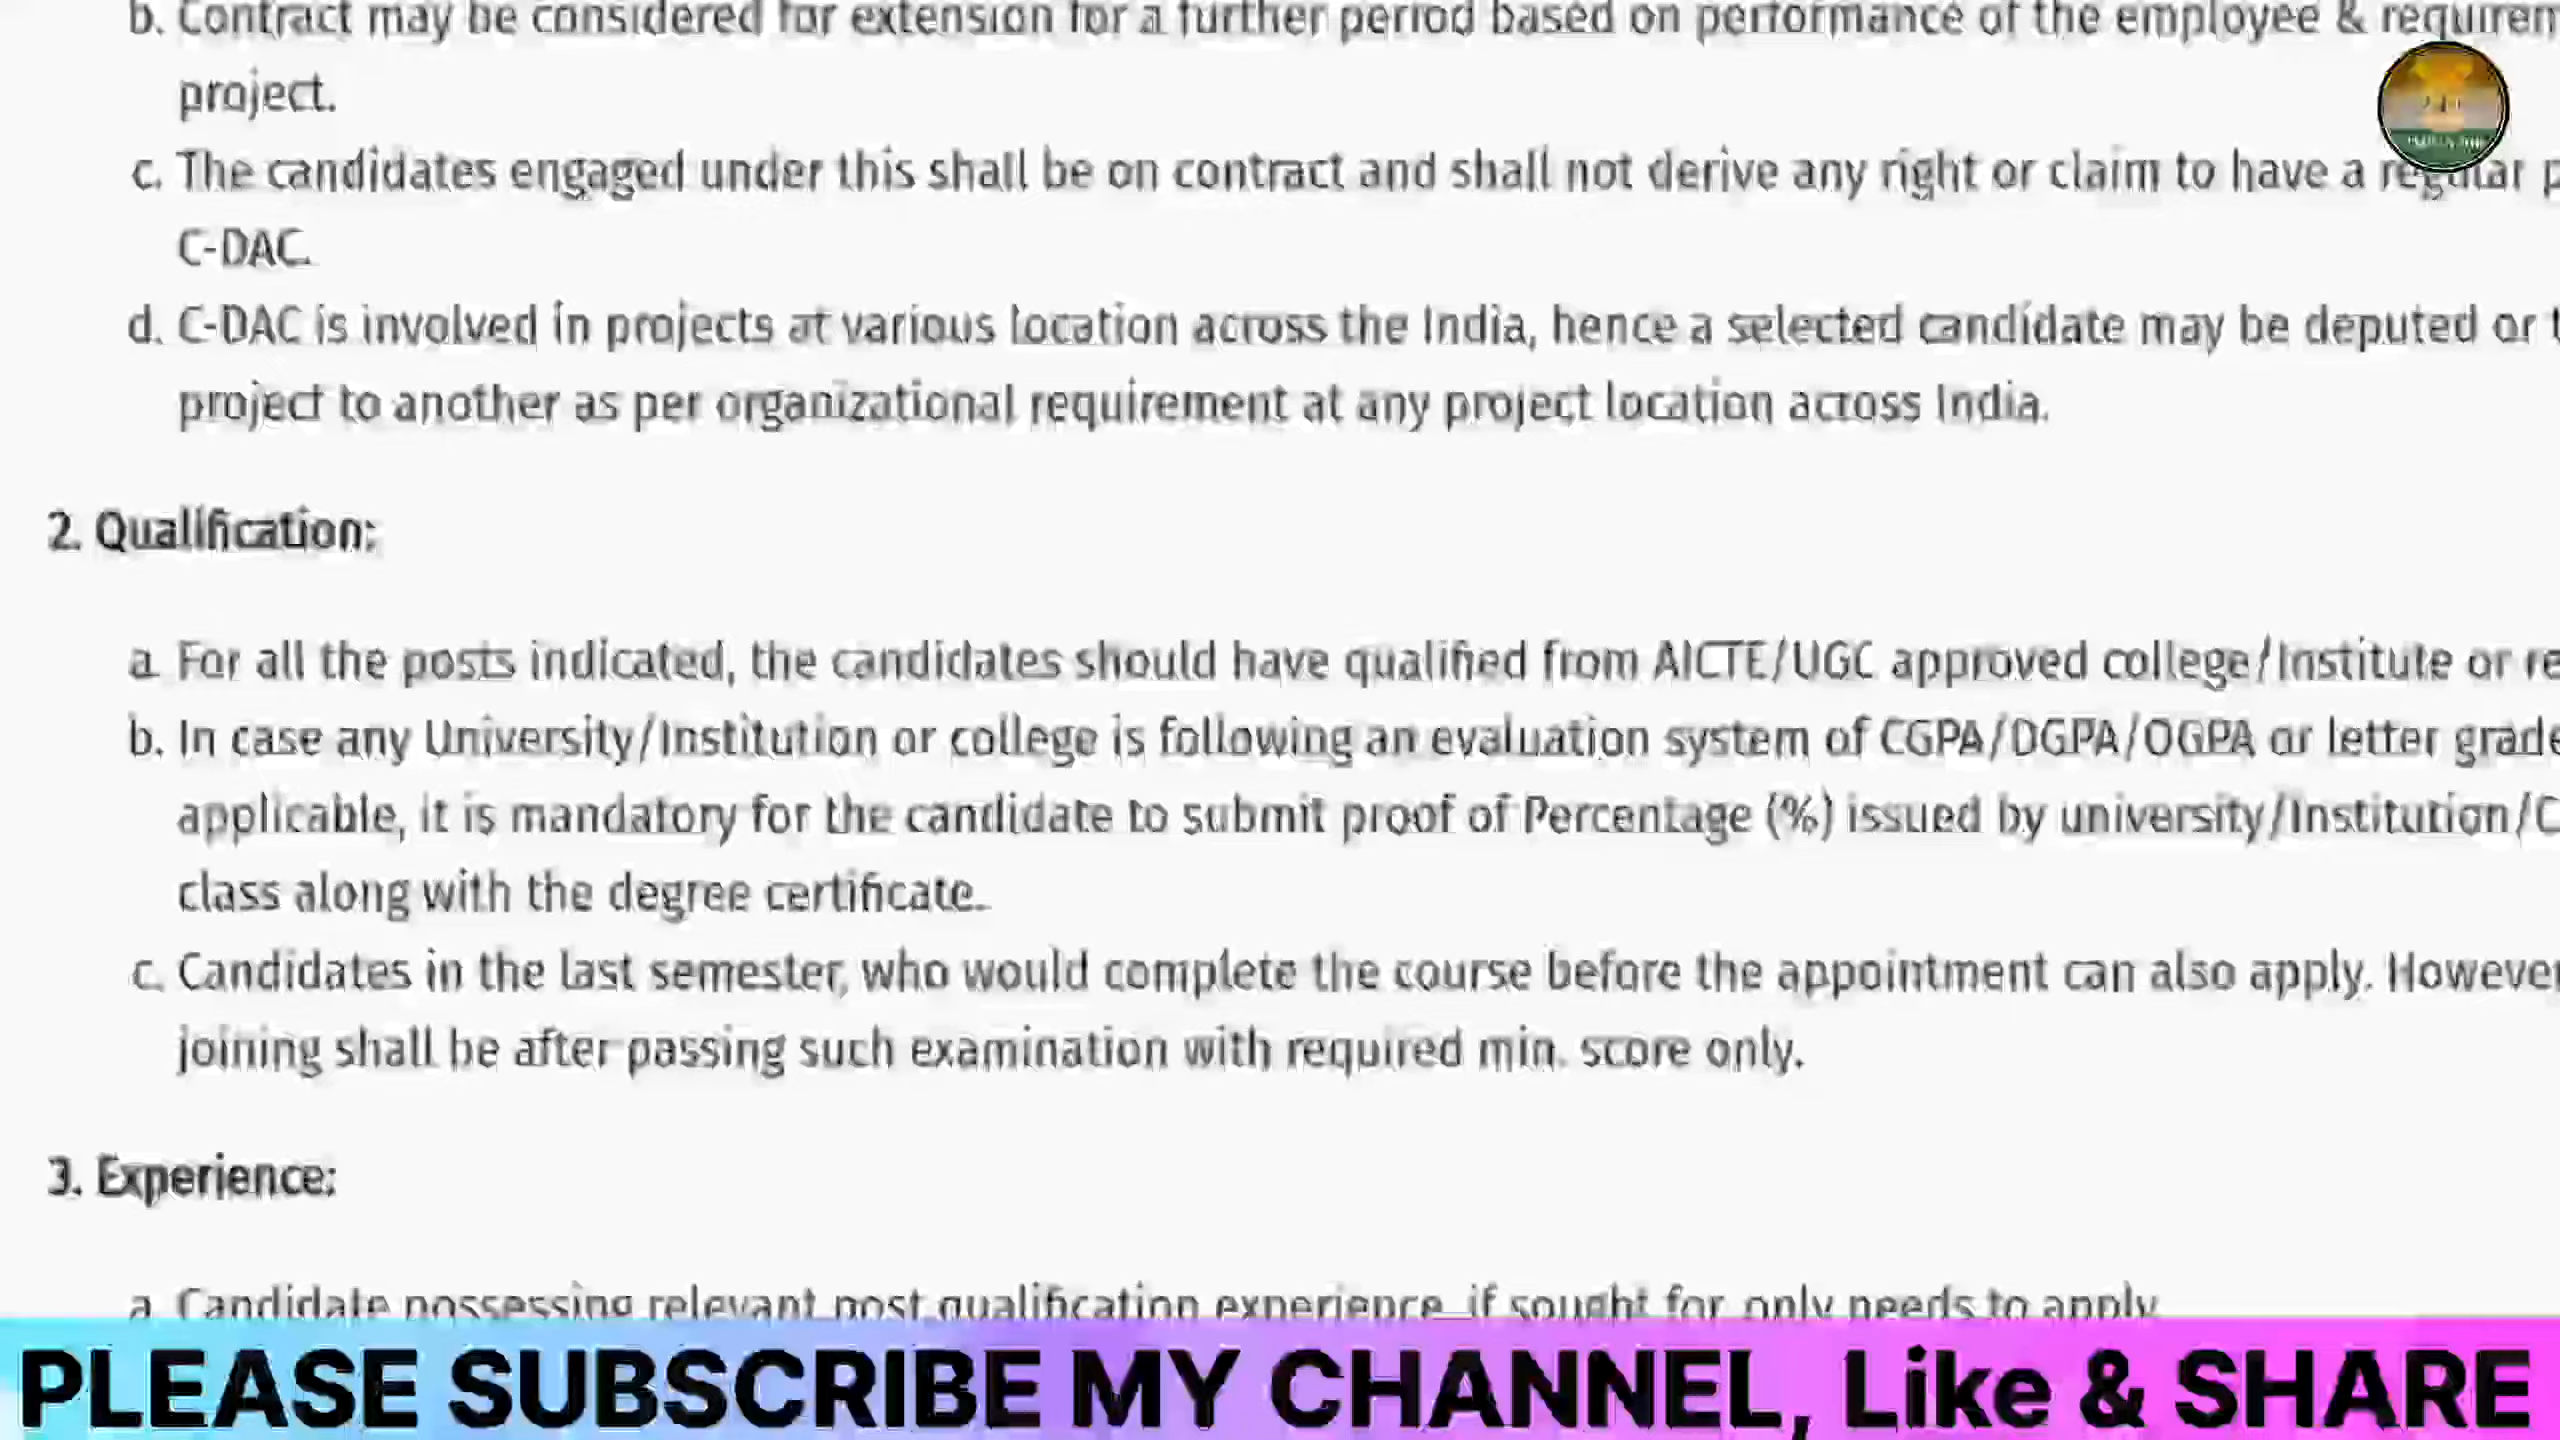 b. Contract may be considered for extension for a further period based on performance of the employee & requirem
project.
c. The candidates engaged under this shall be on contract and shall not derive any right or claim to have a regular p
C-DAC.
d. C-DAC is involved in projects at various location across the India, hence a selected candidate may be deputed or t
project to another as per organizational requirement at any project location across India.
2. Qualification:
a. For all the posts indicated, the candidates should have qualified from AICTE/UGC approved college/Institute or re
b. In case any University/Institution or college is following an evaluation system of CGPA/DGPA/OGPA or letter grade
applicable, it is mandatory for the candidate to submit proof of Percentage (%) issued by university/Institution/C
class along with the degree certificate.
c. Candidates in the last semester, who would complete the course before the appointment can also apply. However
joining shall be after passing such examination with required min. score only.
3. Experience:
a. Candidate possessing relevant post qualification experience, if sought for, only needs to apply.
PLEASE SUBSCRIBE MY CHANNEL, Like & SHARE